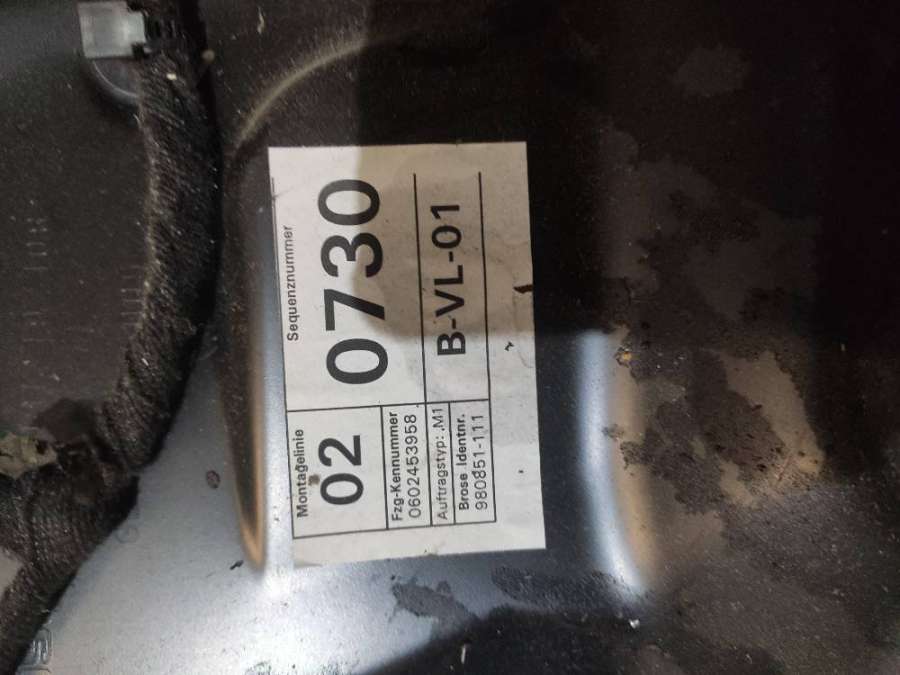 Montagelinie
02
Sequenznummer
0730
Fzg-Kennummer
0602453958
Auftragstyp: .M1
B-VL-01
Brose Identnr.
980851-111